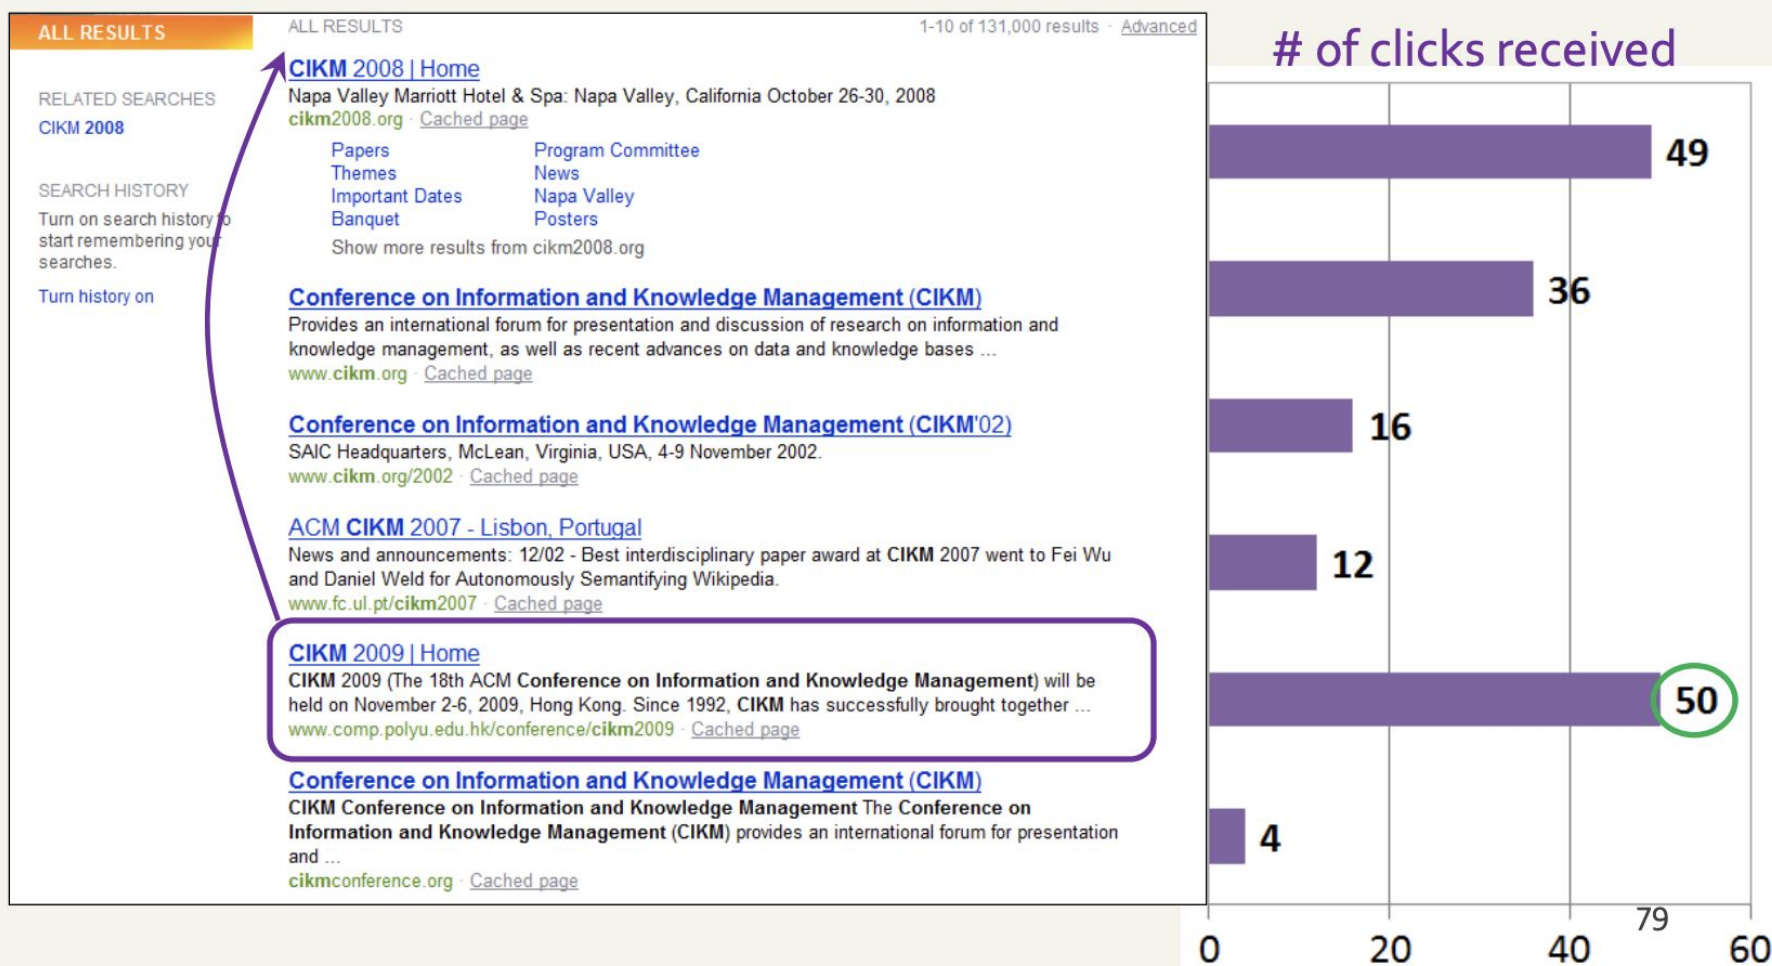 ALL RESULTS
RELATED SEARCHES
CIKM 2008
SEARCH HISTORY
Turn on search history to
start remembering your
searches.
Turn history on
ALL RESULTS
1-10 of 131,000 results · Advanced
CIKM 2008 | Home
Napa Valley Marriott Hotel & Spa: Napa Valley, California October 26-30, 2008
cikm2008.org · Cached page
Papers Program Committee
Themes News
Important Dates Napa Valley
Banquet Posters
Show more results from cikm2008.org
Conference on Information and Knowledge Management (CIKM)
Provides an international forum for presentation and discussion of research on information and
knowledge management, as well as recent advances on data and knowledge bases ...
www.cikm.org · Cached page
Conference on Information and Knowledge Management (CIKM'02)
SAIC Headquarters, McLean, Virginia, USA, 4-9 November 2002.
www.cikm.org/2002 · Cached page
ACM CIKM 2007 - Lisbon, Portugal
News and announcements: 12/02 - Best interdisciplinary paper award at CIKM 2007 went to Fei Wu
and Daniel Weld for Autonomously Semantifying Wikipedia.
www.fc.ul.pt/cikm2007 · Cached page
CIKM 2009 | Home
CIKM 2009 (The 18th ACM Conference on Information and Knowledge Management) will be
held on November 2-6, 2009, Hong Kong. Since 1992, CIKM has successfully brought together ...
www.comp.polyu.edu.hk/conference/cikm2009 · Cached page
Conference on Information and Knowledge Management (CIKM)
CIKM Conference on Information and Knowledge Management The Conference on
Information and Knowledge Management (CIKM) provides an international forum for presentation
and ...
cikmconference.org · Cached page
# of clicks received
49
36
16
12
50
4
79
0 20 40 60